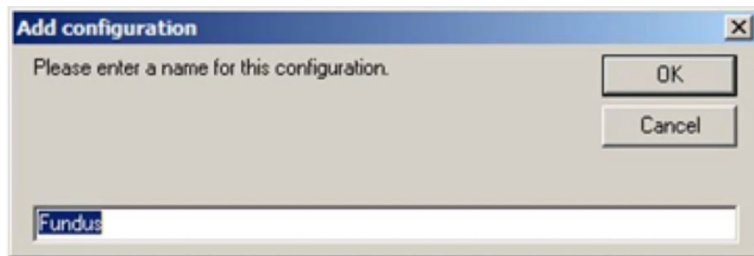 Add configuration
Please enter a name for this configuration.
OK
Cancel
Fundus